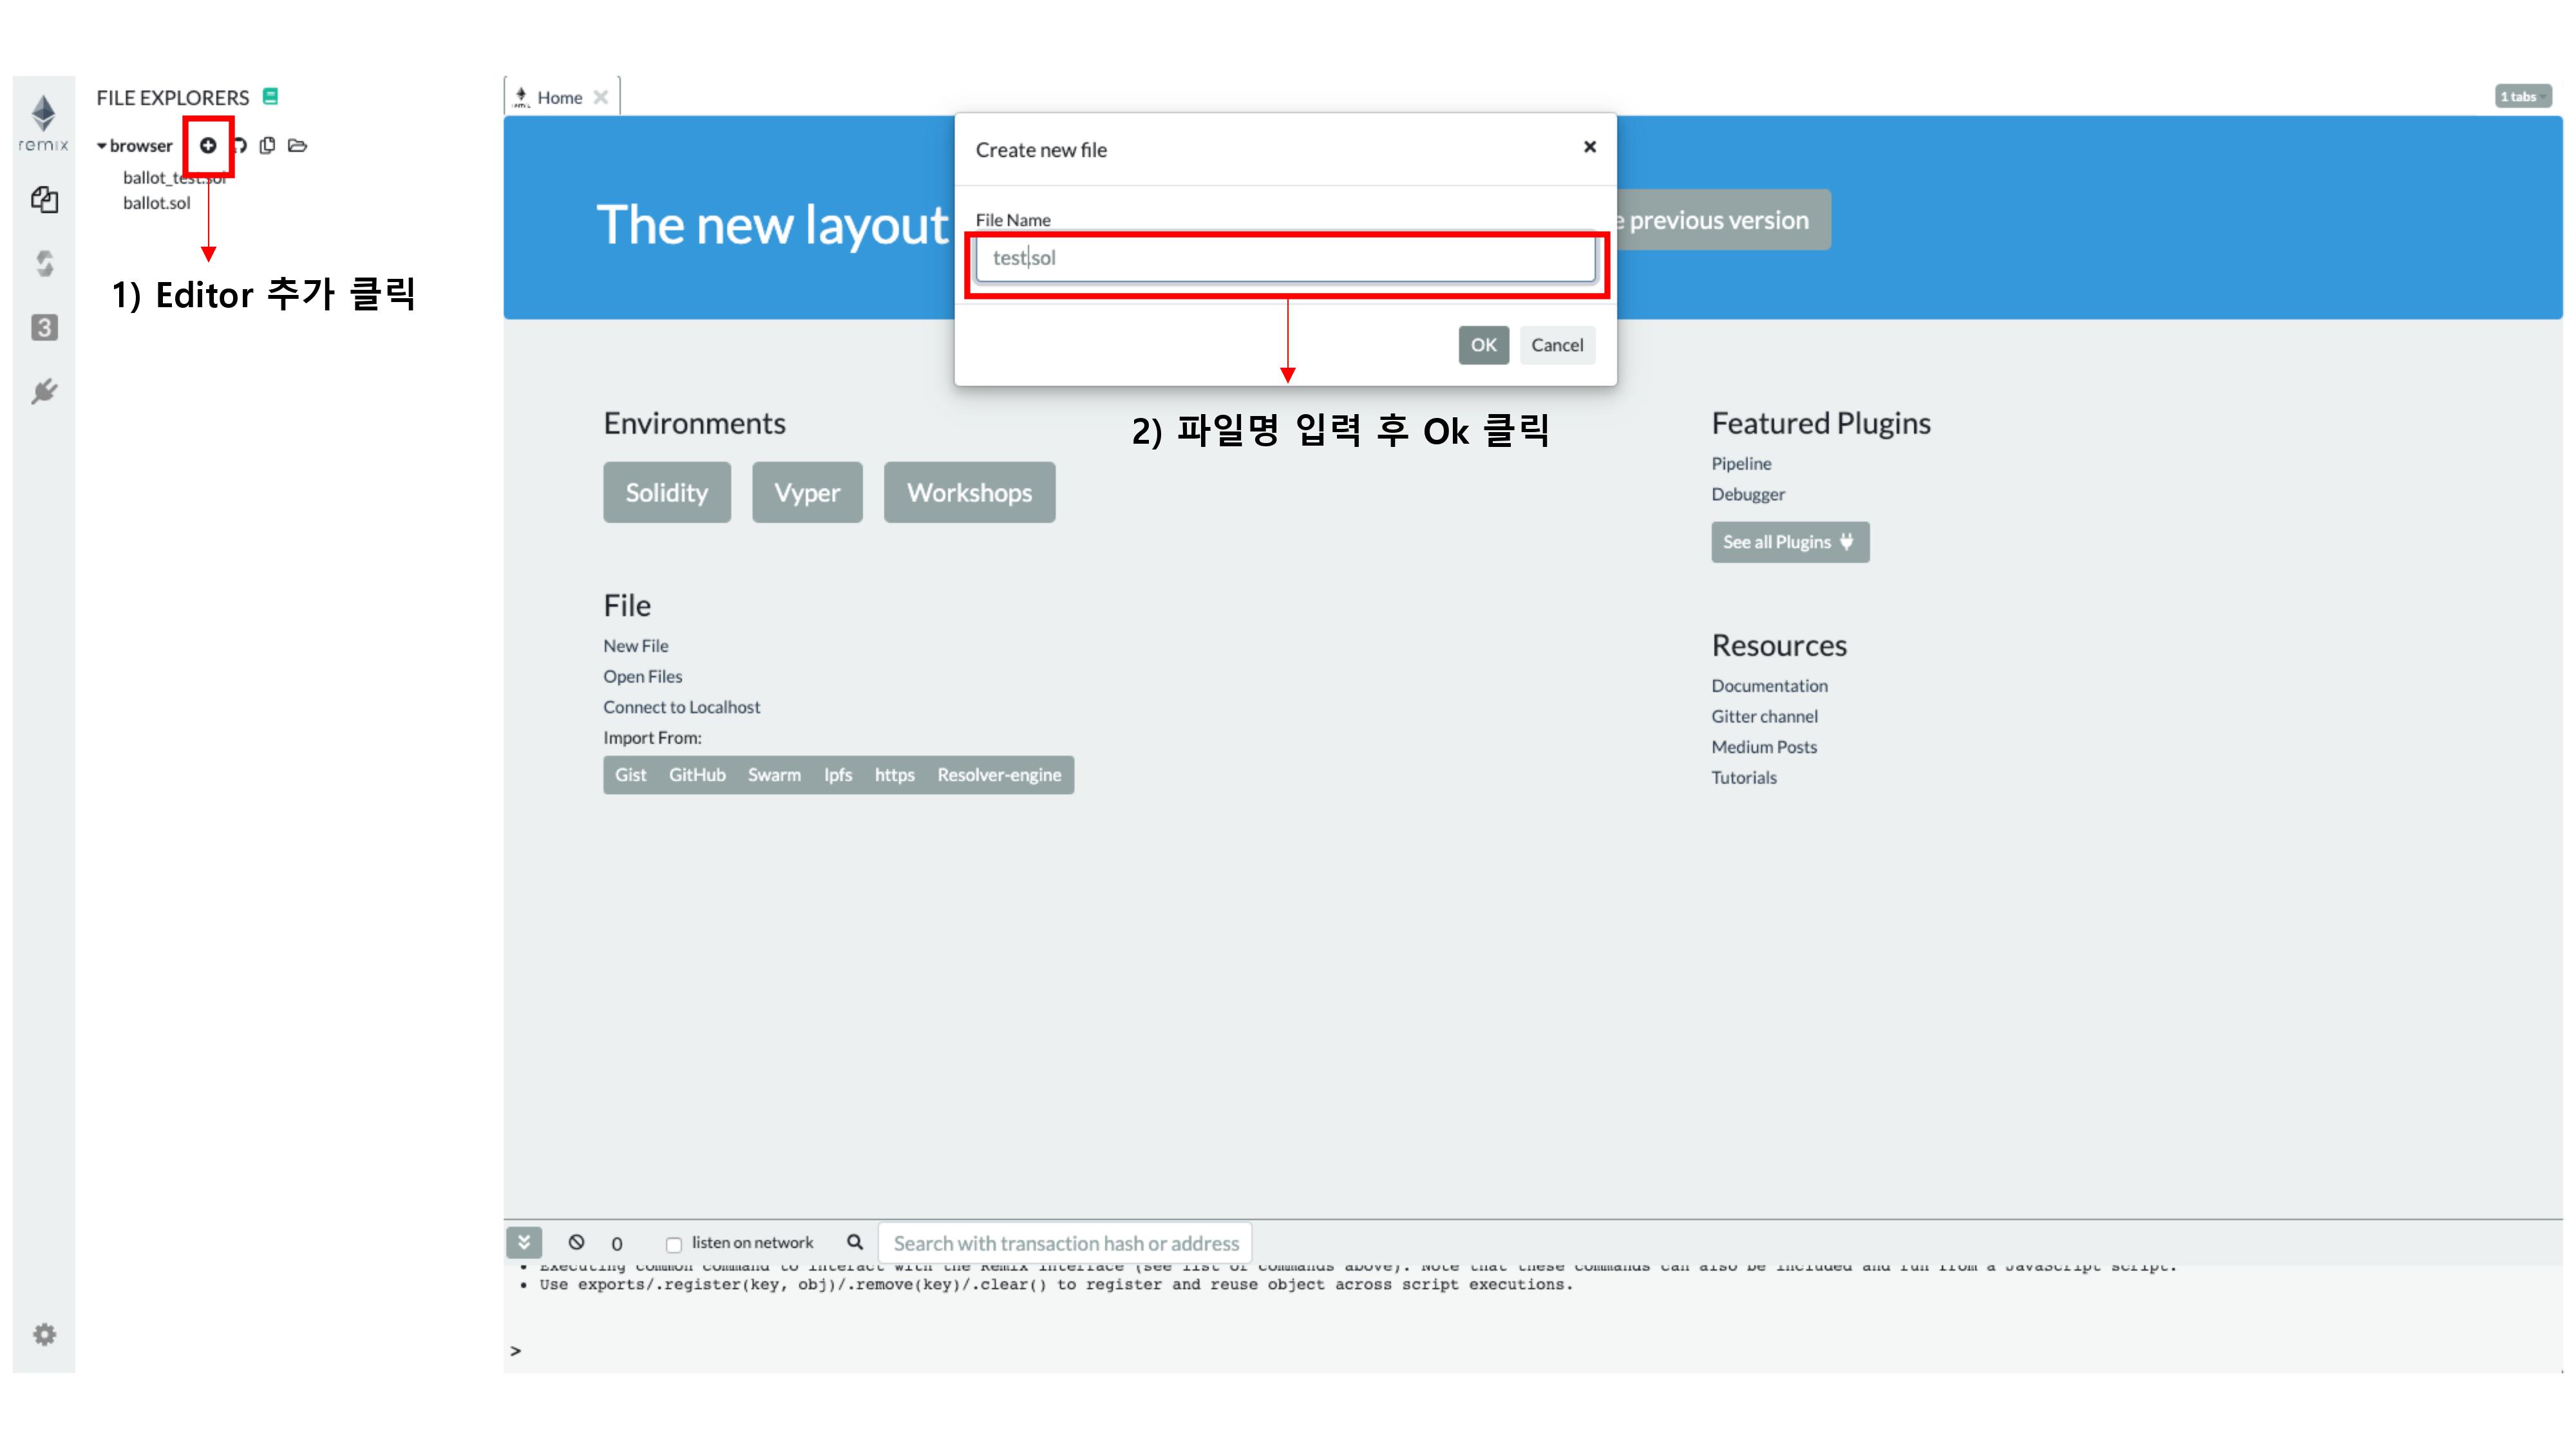 FILE EXPLORERS
remix
browser
ballot_test.sol
ballot.sol
1) Editor 추가 클릭
3
Home
1 tabs
The new layout
e previous version
Create new file
File Name
test.sol
OK
Cancel
2) 파일명 입력 후 Ok 클릭
Environments
Solidity
Vyper
Workshops
File
New File
Open Files
Connect to Localhost
Import From:
Gist GitHub Swarm Ipfs https Resolver-engine
Featured Plugins
Pipeline
Debugger
See all Plugins
Resources
Documentation
Gitter channel
Medium Posts
Tutorials
0
listen on network
Search with transaction hash or address
• Executing common command to interact with the Remix interface (see list of commands above). Note that these commands can also be included and run from a JavaScript script.
• Use exports/.register(key, obj)/.remove(key)/.clear() to register and reuse object across script executions.
>